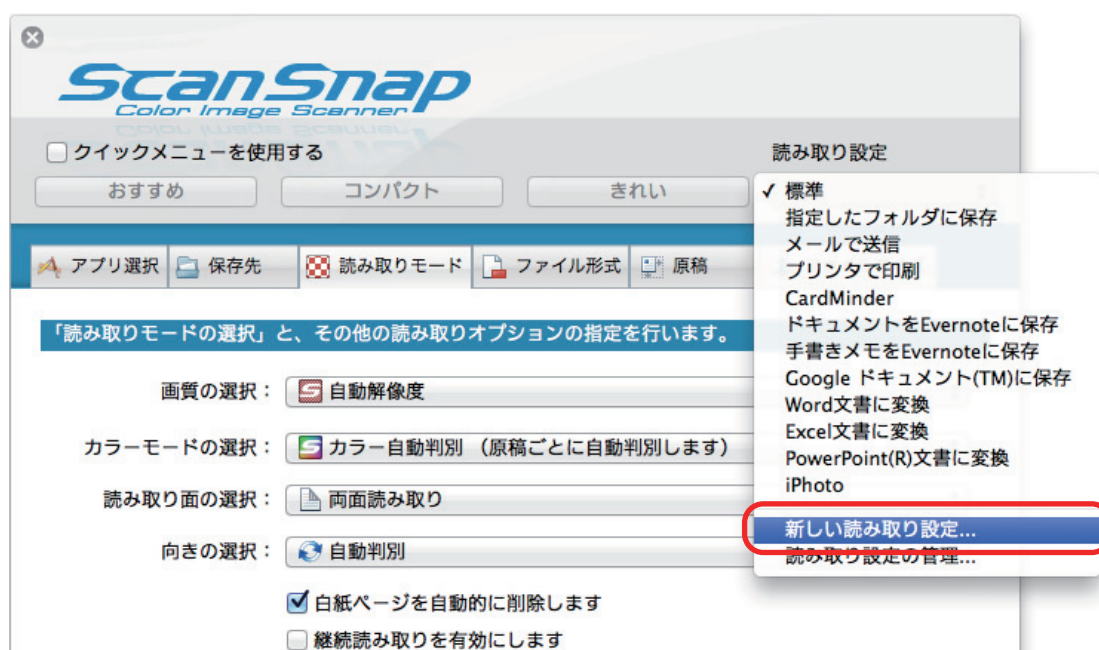 ScanSnap
Color Image Scanner
クイックメニューを使用する
読み取り設定
おすすめ
コンパクト
きれい
✓ 標準
指定したフォルダに保存
メールで送信
プリンタで印刷
CardMinder
ドキュメントをEvernoteに保存
手書きメモをEvernoteに保存
Google ドキュメント(TM)に保存
Word文書に変換
Excel文書に変換
PowerPoint(R)文書に変換
iPhoto
新しい読み取り設定...
読み取り設定の管理...
アプリ選択
保存先
読み取りモード
ファイル形式
原稿
「読み取りモードの選択」と、その他の読み取りオプションの指定を行います。
画質の選択： 自動解像度
カラーモードの選択： カラー自動判別 （原稿ごとに自動判別します）
読み取り面の選択： 両面読み取り
向きの選択： 自動判別
白紙ページを自動的に削除します
継続読み取りを有効にします